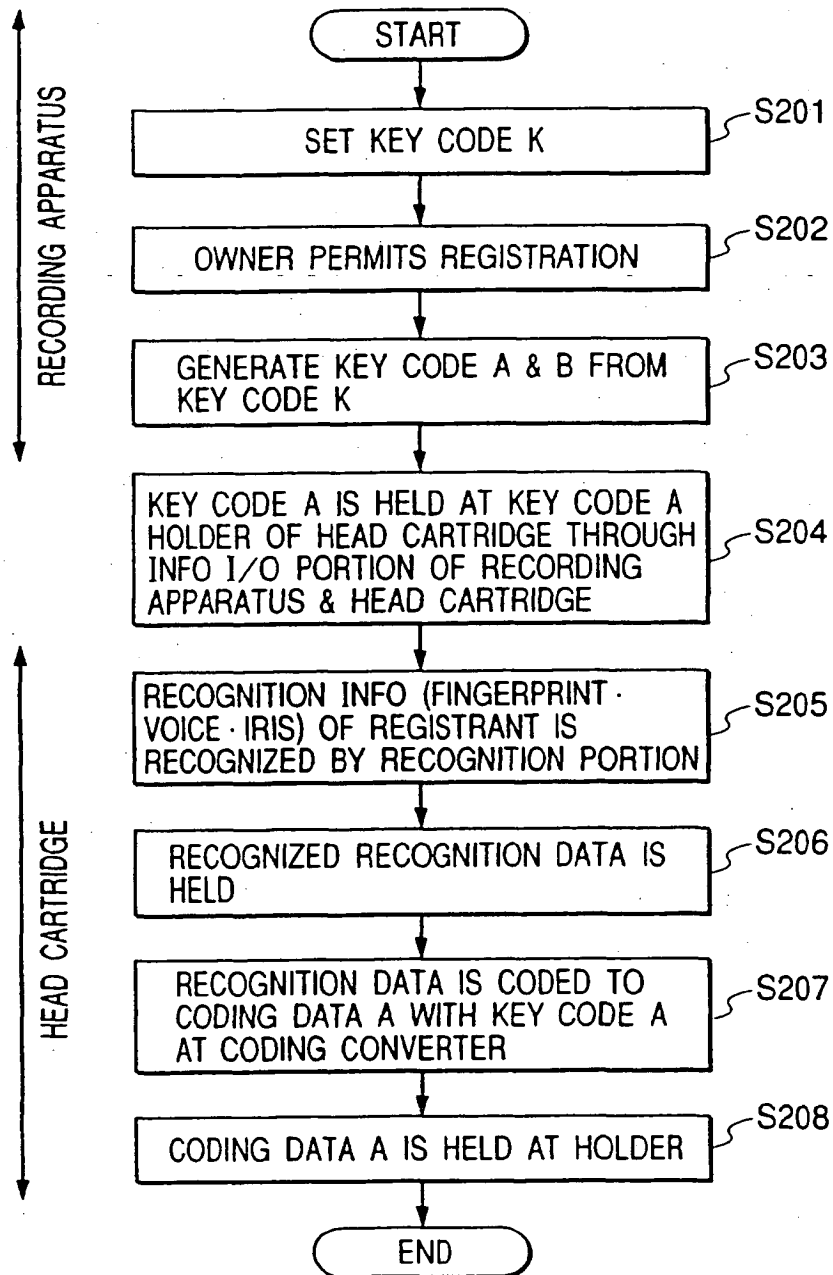 START
RECORDING APPARATUS
SET KEY CODE K
S201
OWNER PERMITS REGISTRATION
S202
GENERATE KEY CODE A & B FROM
KEY CODE K
S203
KEY CODE A IS HELD AT KEY CODE A
HOLDER OF HEAD CARTRIDGE THROUGH
INFO I/O PORTION OF RECORDING
APPARATUS & HEAD CARTRIDGE
S204
HEAD CARTRIDGE
RECOGNITION INFO (FINGERPRINT ·
VOICE · IRIS) OF REGISTRANT IS
RECOGNIZED BY RECOGNITION PORTION
S205
RECOGNIZED RECOGNITION DATA IS
HELD
S206
RECOGNITION DATA IS CODED TO
CODING DATA A WITH KEY CODE A
AT CODING CONVERTER
S207
CODING DATA A IS HELD AT HOLDER
S208
END